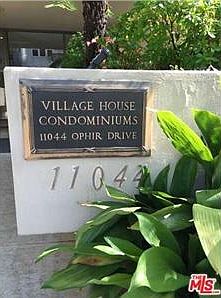 VILLAGE HOUSE
CONDOMINIUMS
11044 OPHIR DRIVE
11044
MLS